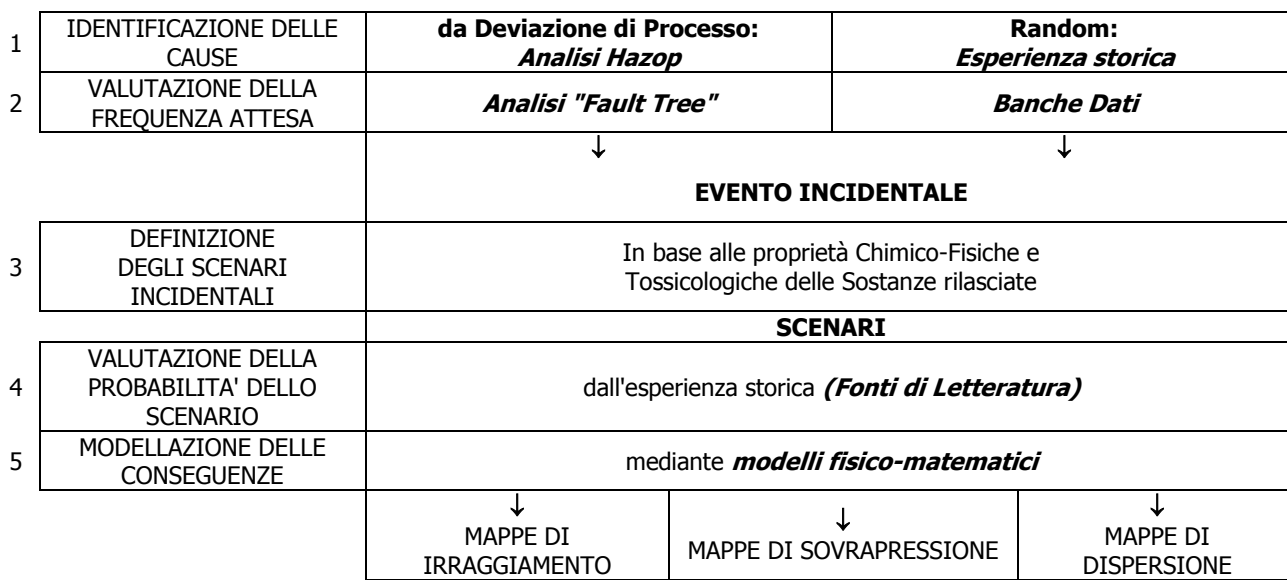 1
IDENTIFICAZIONE DELLE
CAUSE
da Deviazione di Processo:
Analisi Hazop
Random:
Esperienza storica
2
VALUTAZIONE DELLA
FREQUENZA ATTESA
Analisi "Fault Tree"
Banche Dati
↓
↓
EVENTO INCIDENTALE
3
DEFINIZIONE
DEGLI SCENARI
INCIDENTALI
In base alle proprietà Chimico-Fisiche e
Tossicologiche delle Sostanze rilasciate
SCENARI
4
VALUTAZIONE DELLA
PROBABILITA' DELLO
SCENARIO
dall'esperienza storica (Fonti di Letteratura)
5
MODELLAZIONE DELLE
CONSEGUENZE
mediante modelli fisico-matematici
↓
MAPPE DI
IRRAGGIAMENTO
↓
MAPPE DI SOVRAPRESSIONE
↓
MAPPE DI
DISPERSIONE